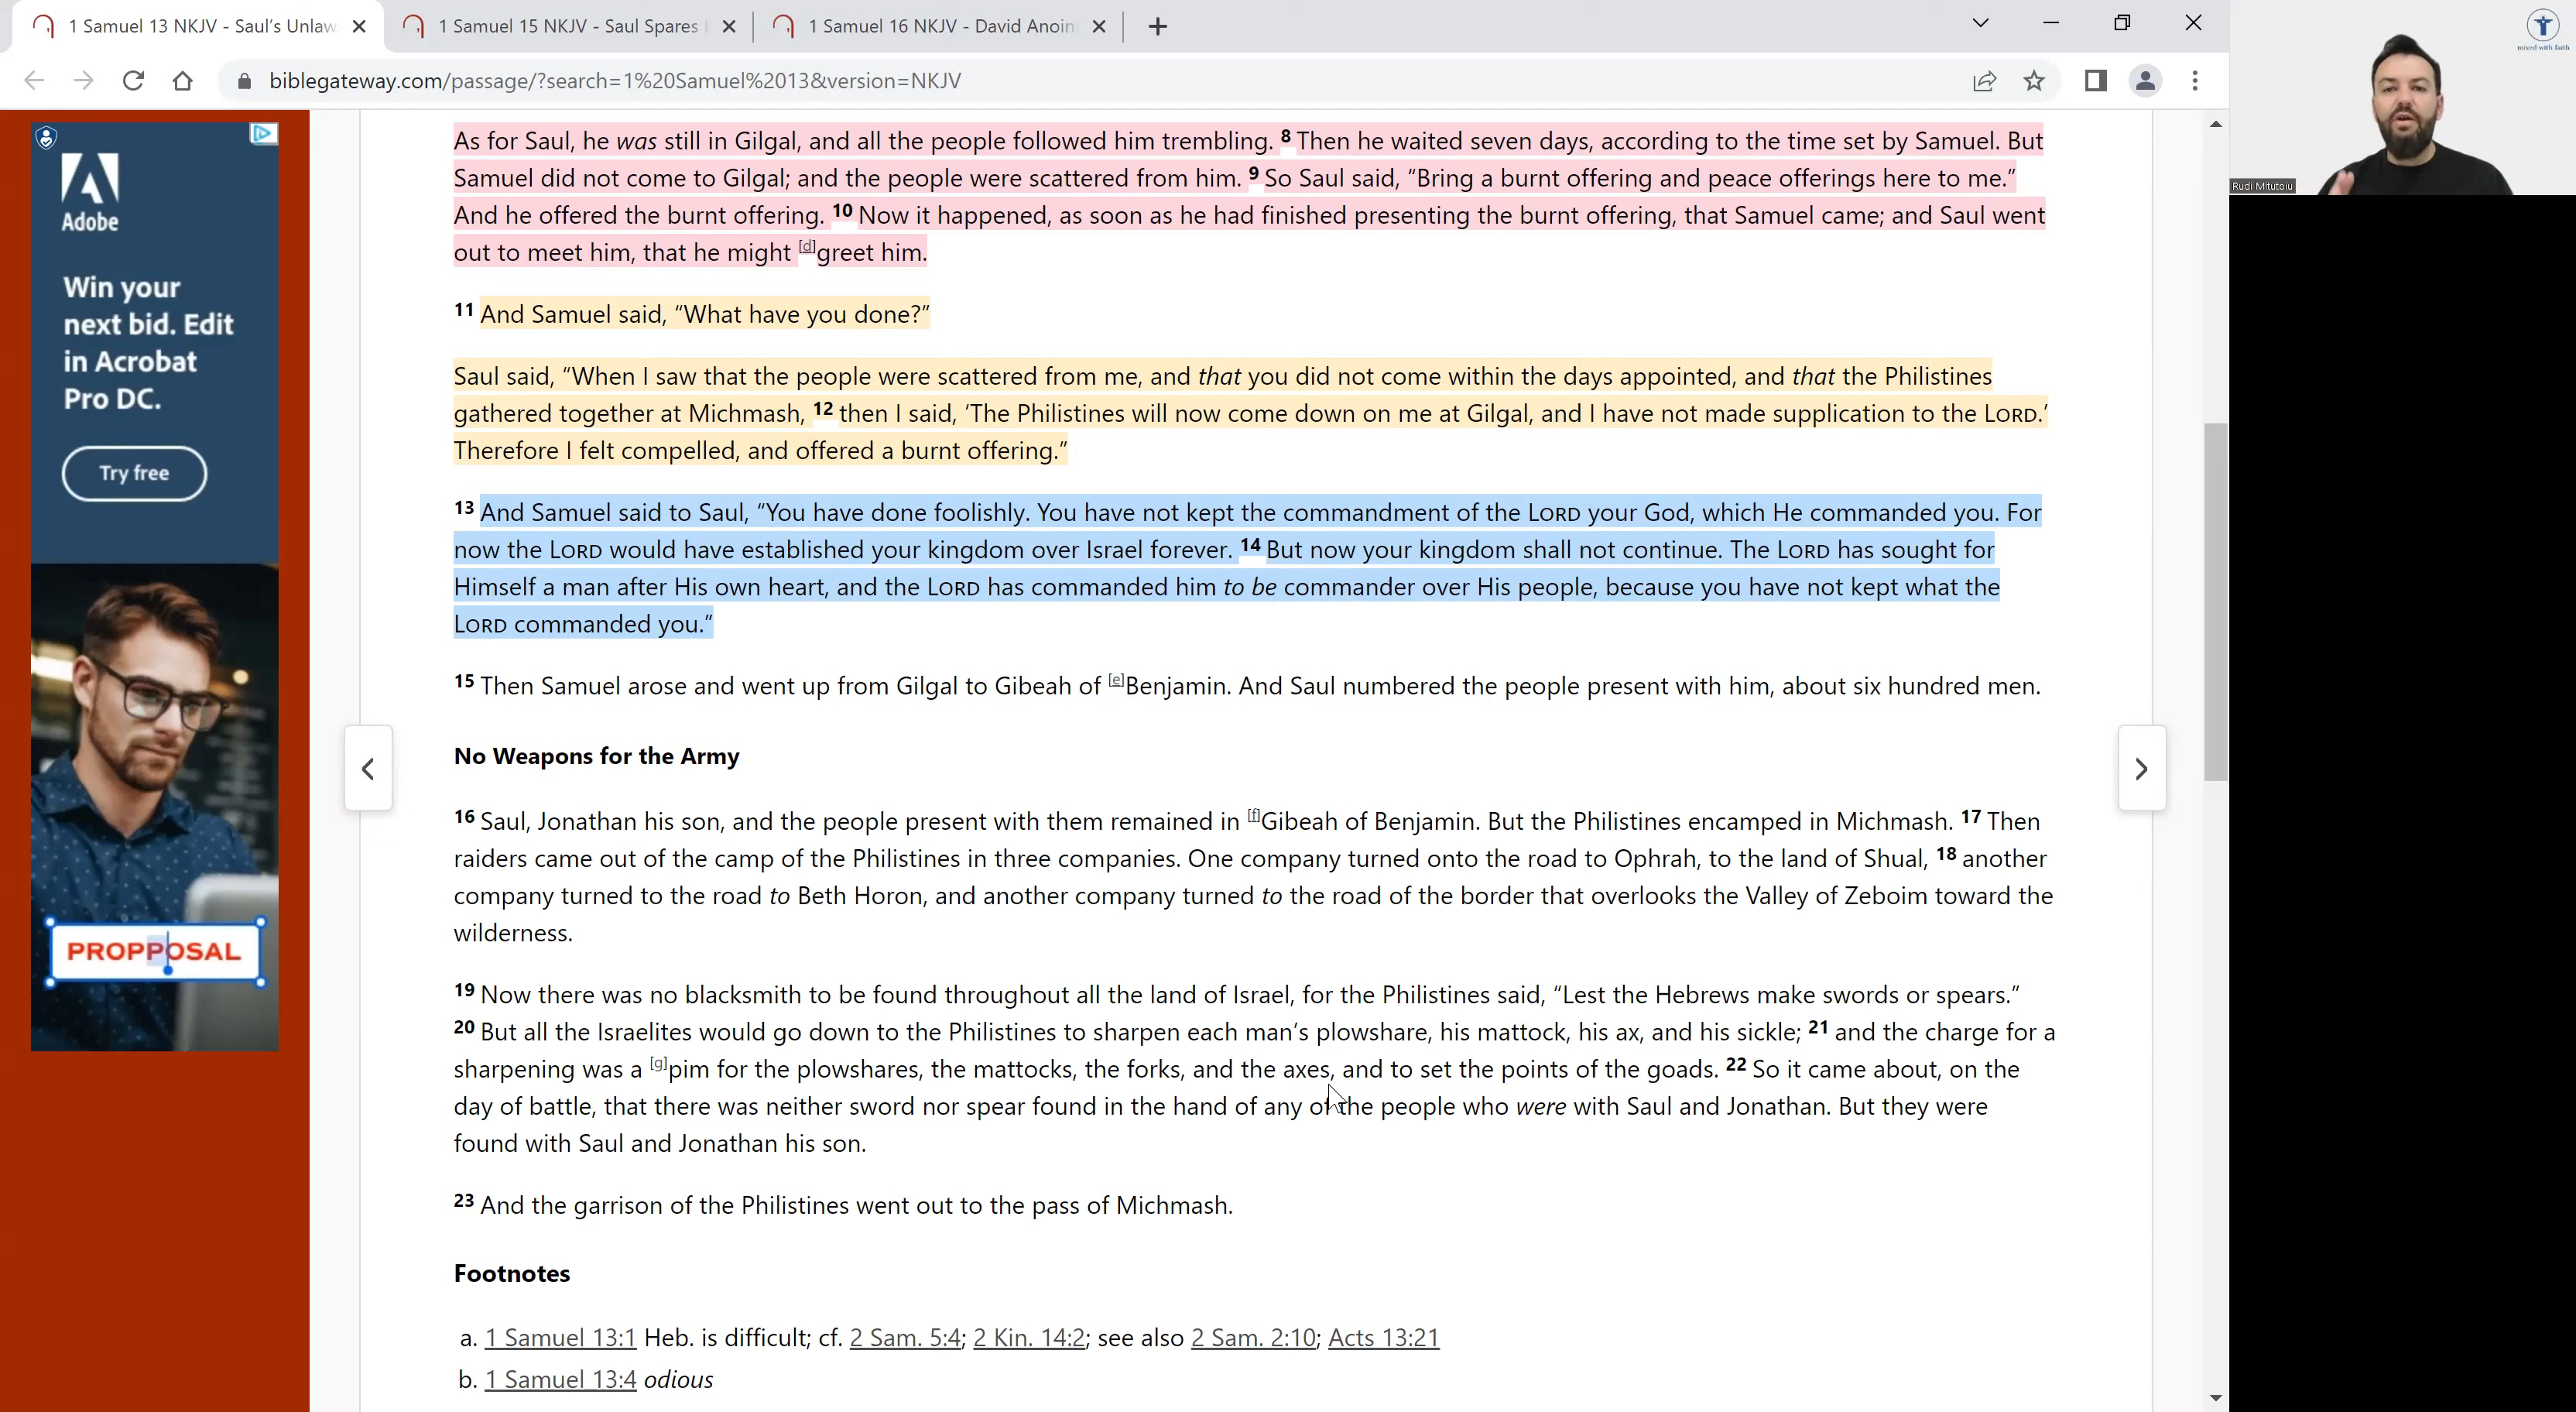 1 Samuel 13 NKJV - Saul's Unlaw
1 Samuel 15 NKJV - Saul Spares
1 Samuel 16 NKJV - David Anoin
biblegateway.com/passage/?search=1%20Samuel%2013&version=NKJV
mixed with faith
Rudi Mitutoiu
Adobe
Win your
next bid. Edit
in Acrobat
Pro DC.
Try free
PROPPOSAL
As for Saul, he was still in Gilgal, and all the people followed him trembling. 8 Then he waited seven days, according to the time set by Samuel. But
Samuel did not come to Gilgal; and the people were scattered from him. 9 So Saul said, “Bring a burnt offering and peace offerings here to me.”
And he offered the burnt offering. 10 Now it happened, as soon as he had finished presenting the burnt offering, that Samuel came; and Saul went
out to meet him, that he might [d]greet him.
11 And Samuel said, “What have you done?”
Saul said, “When I saw that the people were scattered from me, and that you did not come within the days appointed, and that the Philistines
gathered together at Michmash, 12 then I said, ‘The Philistines will now come down on me at Gilgal, and I have not made supplication to the LORD.’
Therefore I felt compelled, and offered a burnt offering.”
13 And Samuel said to Saul, “You have done foolishly. You have not kept the commandment of the LORD your God, which He commanded you. For
now the LORD would have established your kingdom over Israel forever. 14 But now your kingdom shall not continue. The LORD has sought for
Himself a man after His own heart, and the LORD has commanded him to be commander over His people, because you have not kept what the
LORD commanded you.”
15 Then Samuel arose and went up from Gilgal to Gibeah of [e]Benjamin. And Saul numbered the people present with him, about six hundred men.
No Weapons for the Army
16 Saul, Jonathan his son, and the people present with them remained in [f]Gibeah of Benjamin. But the Philistines encamped in Michmash. 17 Then
raiders came out of the camp of the Philistines in three companies. One company turned onto the road to Ophrah, to the land of Shual, 18 another
company turned to the road to Beth Horon, and another company turned to the road of the border that overlooks the Valley of Zeboim toward the
wilderness.
19 Now there was no blacksmith to be found throughout all the land of Israel, for the Philistines said, “Lest the Hebrews make swords or spears.”
20 But all the Israelites would go down to the Philistines to sharpen each man’s plowshare, his mattock, his ax, and his sickle; 21 and the charge for a
sharpening was a [g]pim for the plowshares, the mattocks, the forks, and the axes, and to set the points of the goads. 22 So it came about, on the
day of battle, that there was neither sword nor spear found in the hand of any of the people who were with Saul and Jonathan. But they were
found with Saul and Jonathan his son.
23 And the garrison of the Philistines went out to the pass of Michmash.
Footnotes
a. 1 Samuel 13:1 Heb. is difficult; cf. 2 Sam. 5:4; 2 Kin. 14:2; see also 2 Sam. 2:10; Acts 13:21
b. 1 Samuel 13:4 odious